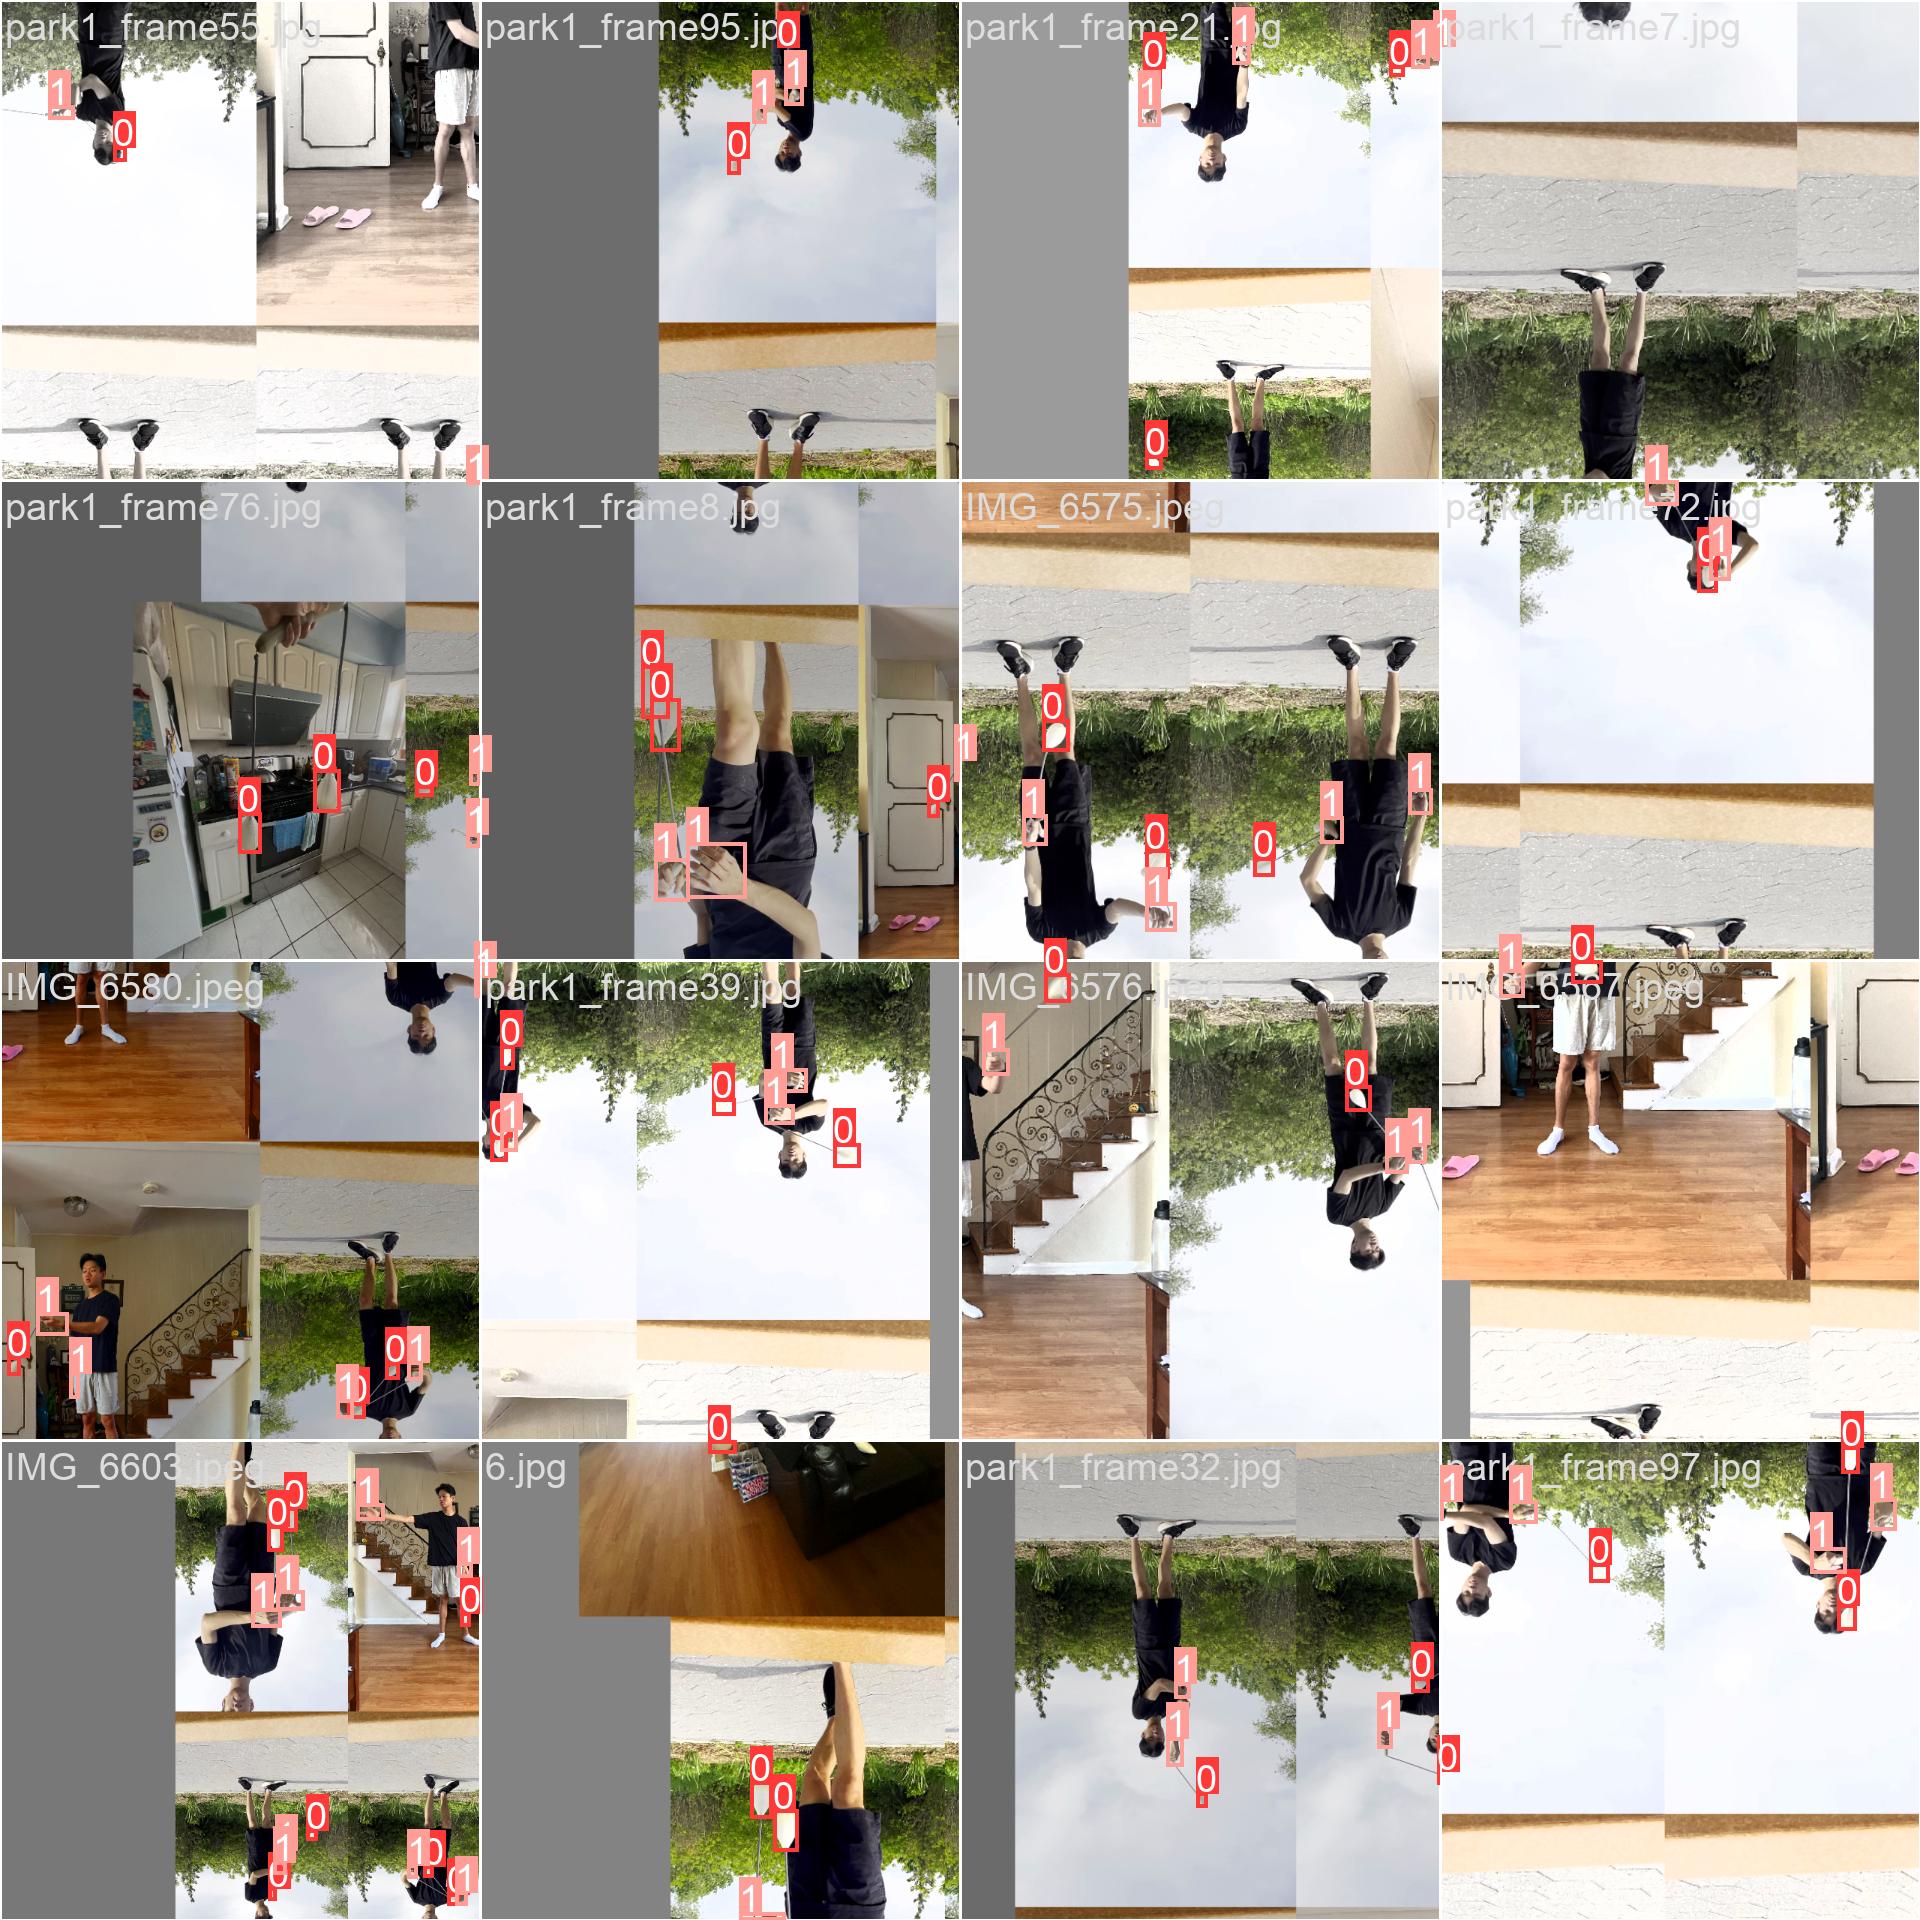 park1_frame55.jpg
park1_frame95.jpg
park1_frame21.jpg
park1_frame7.jpg
park1_frame76.jpg
park1_frame8.jpg
IMG_6575.jpeg
park1_frame72.jpg
IMG_6580.jpeg
park1_frame39.jpg
IMG_6576.jpeg
IMG_6567.jpeg
IMG_6603.jpeg
6.jpg
park1_frame32.jpg
park1_frame97.jpg